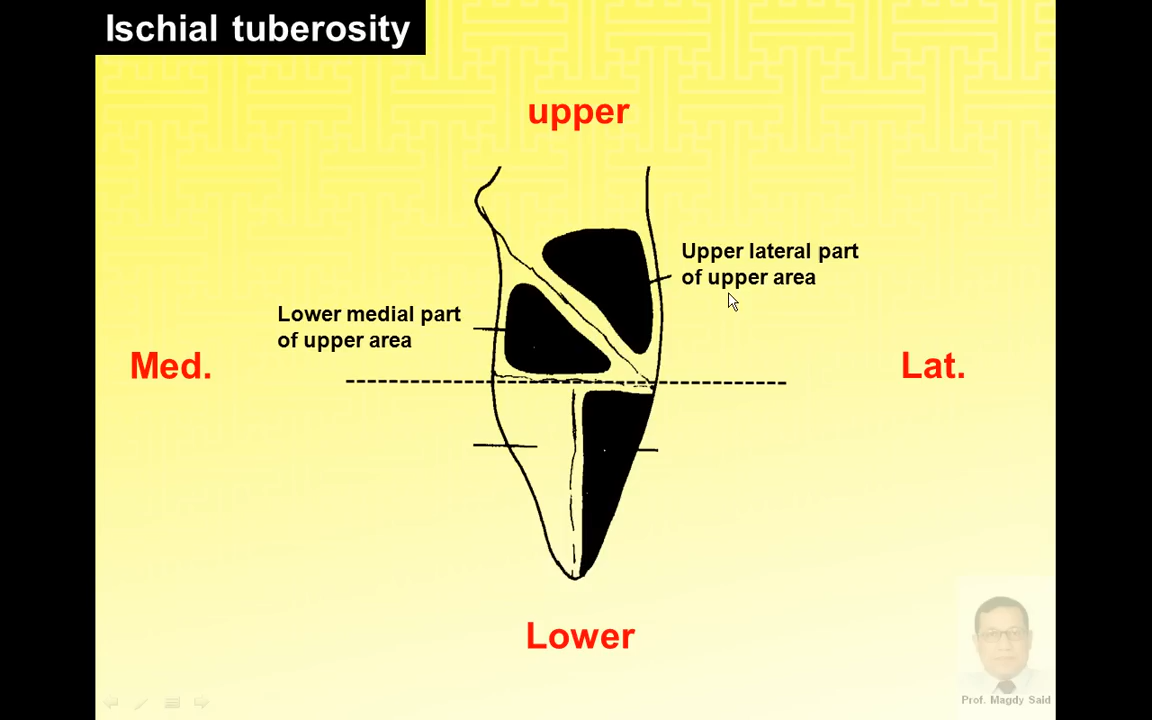 Ischial tuberosity
upper
Upper lateral part
of upper area
Lower medial part
of upper area
Med.
Lat.
Lower
Prof. Magdy Said